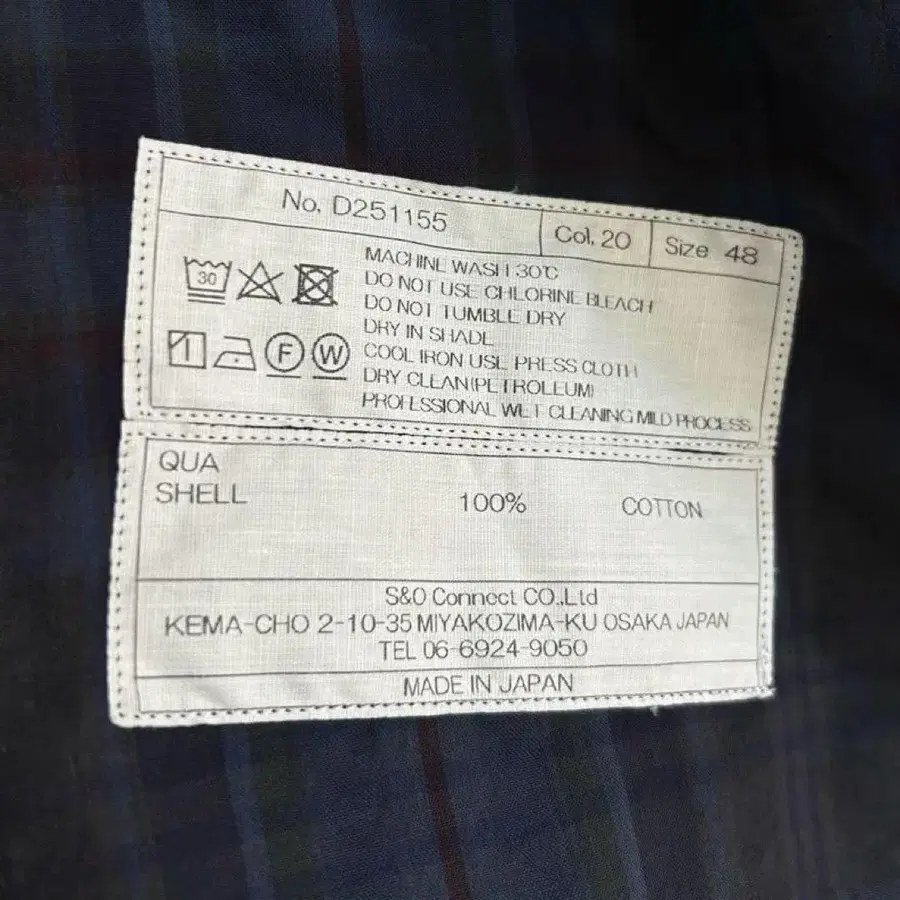 No. D251155 Col. 20 Size 48
MACHINE WASH 30℃
DO NOT USE CHLORINE BLEACH
DO NOT TUMBLE DRY
DRY IN SHADE
COOL IRON USE PRESS CLOTH
DRY CLEAN(PETROLEUM)
PROFESSIONAL WET CLEANING MILD PROCESS
30
F W
QUA
SHELL 100% COTTON
S&O Connect CO.,Ltd
KEMA-CHO 2-10-35 MIYAKOZIMA-KU OSAKA JAPAN
TEL 06-6924-9050
MADE IN JAPAN